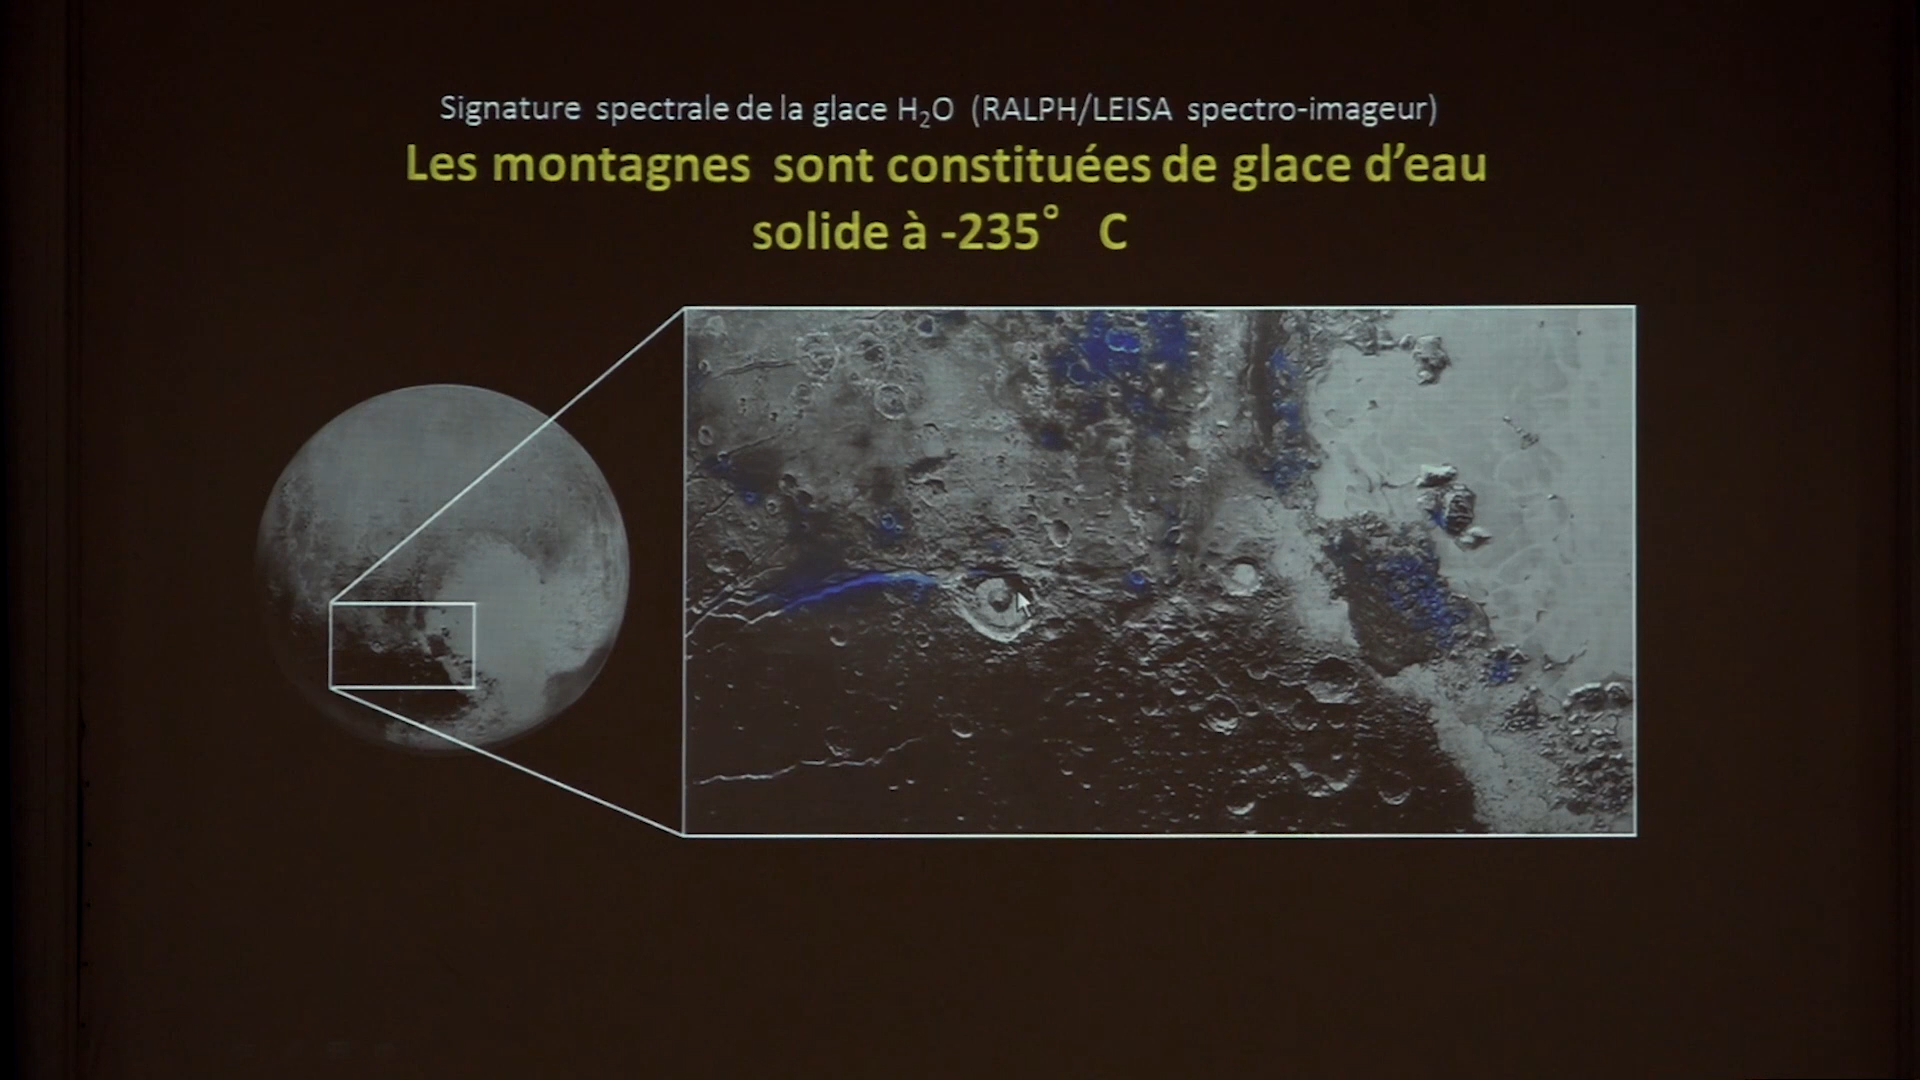 Signature spectrale de la glace H₂O (RALPH/LEISA spectro-imageur)
Les montagnes sont constituées de glace d’eau
solide à -235° C